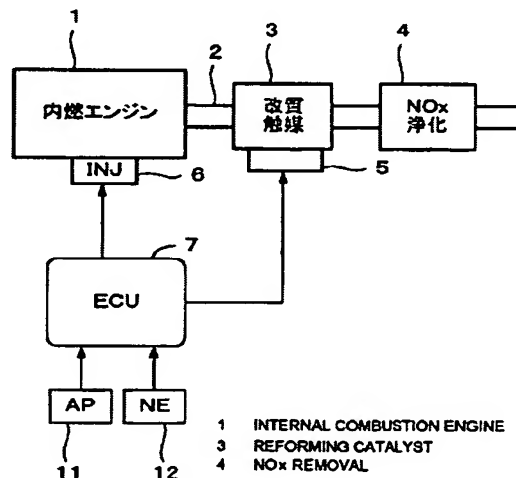 1
2
3
4
内燃エンジン
改質
触媒
NOx
浄化
INJ
6
5
7
ECU
AP
NE
11
12
1 INTERNAL COMBUSTION ENGINE
3 REFORMING CATALYST
4 NOx REMOVAL